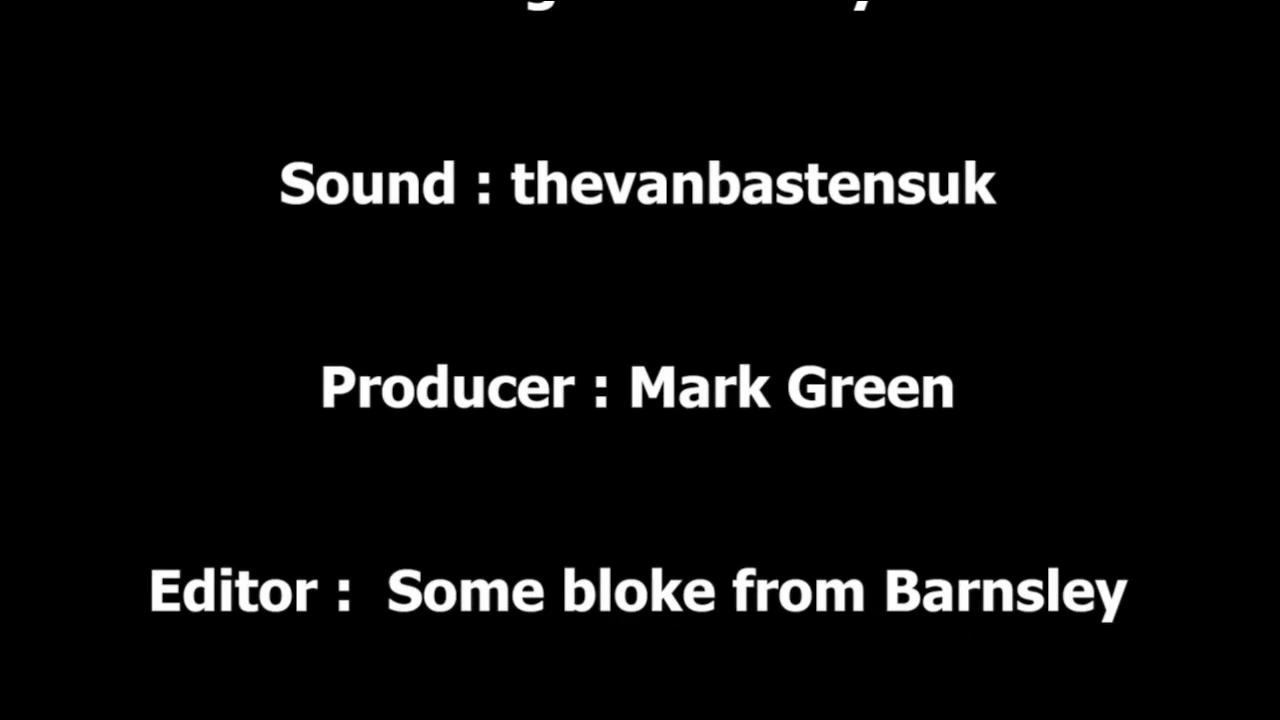 Sound : thevanbastensuk
Producer : Mark Green
Editor :  Some bloke from Barnsley